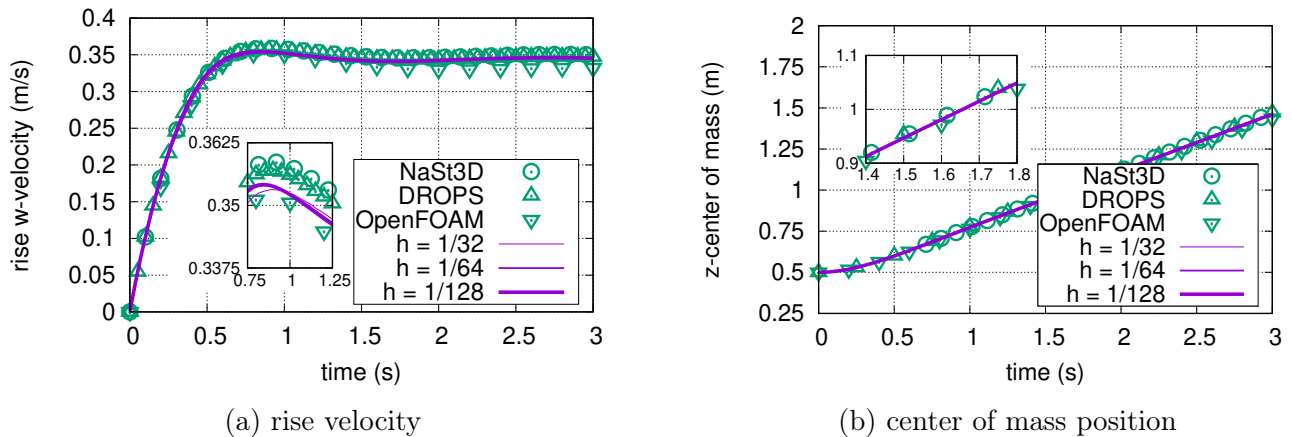 0.4
0.35
0.3
0.25
0.2
0.15
0.1
0.05
0
rise w-velocity (m/s)
0.3625
0.35
0.3375
0.75 1 1.25
NaSt3D
DROPS
OpenFOAM
h = 1/32
h = 1/64
h = 1/128
0 0.5 1 1.5 2 2.5 3
time (s)
(a) rise velocity
2
1.75
1.5
1.25
1
0.75
0.5
0.25
z-center of mass (m)
1.1
1
0.9
1.4 1.5 1.6 1.7 1.8
NaSt3D
DROPS
OpenFOAM
h = 1/32
h = 1/64
h = 1/128
0 0.5 1 1.5 2 2.5 3
time (s)
(b) center of mass position